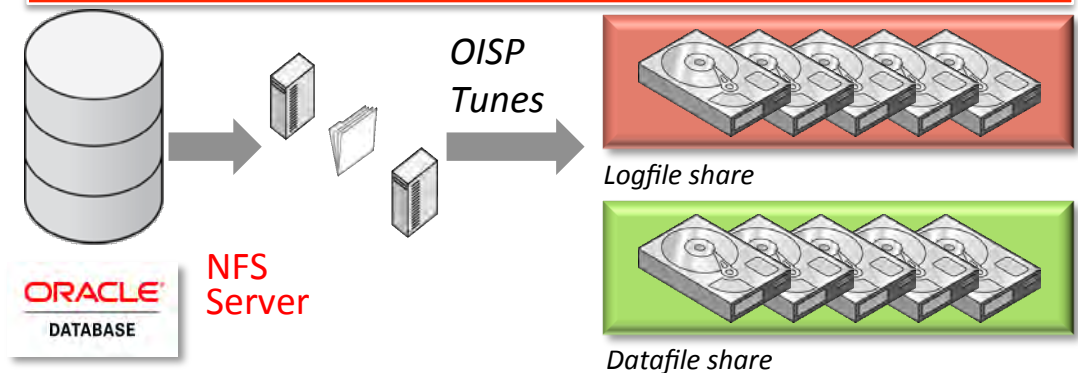 OISP
Tunes
Logfile share
NFS
Server
ORACLE
DATABASE
Datafile share